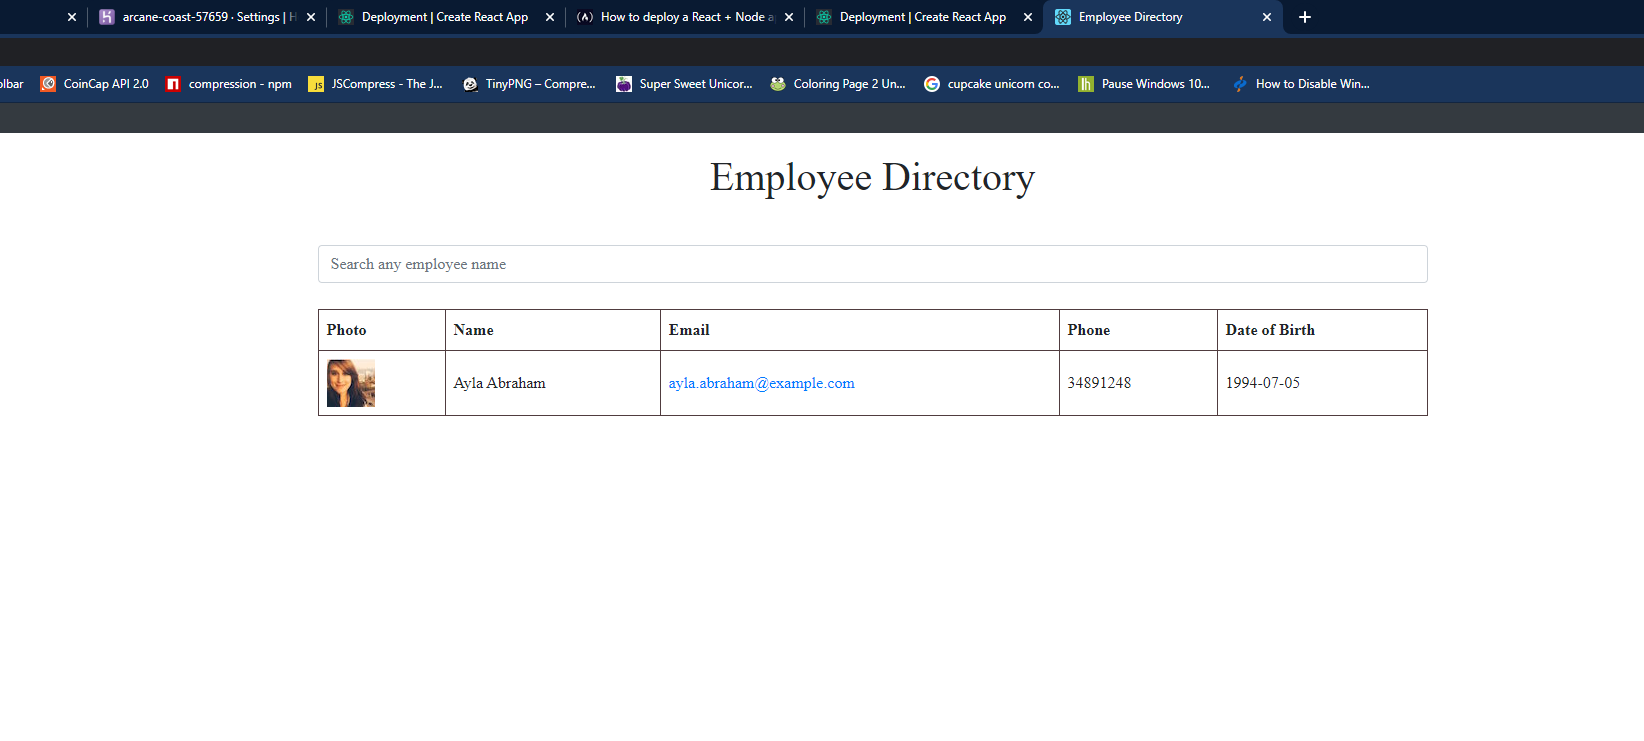 arcane-coast-57659 · Settings | H Deployment | Create React App How to deploy a React + Node a Deployment | Create React App Employee Directory
olbar CoinCap API 2.0 compression - npm JSCompress - The J... TinyPNG – Compre... Super Sweet Unicor... Coloring Page 2 Un... cupcake unicorn co... Pause Windows 10... How to Disable Win...
Employee Directory
Search any employee name
Photo Name Email Phone Date of Birth
Ayla Abraham ayla.abraham@example.com 34891248 1994-07-05